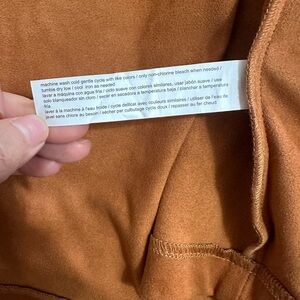 machine wash cold gentle cycle with like colors / only non-chlorine bleach when needed /
tumble dry low / cool iron as needed
lavar a máquina con agua fría / ciclo suave con colores similares. usar jabón suave / use
solo blanqueador sin cloro / secar en secadora a temperatura baja / planchar a temperatura
fría
lavar à la machine à l'eau froide / cycle délicat avec couleurs similaires / utiliser de l'eau de
javel sans chlore au besoin / sécher par culbutage cycle doux / repasser au fer chaud